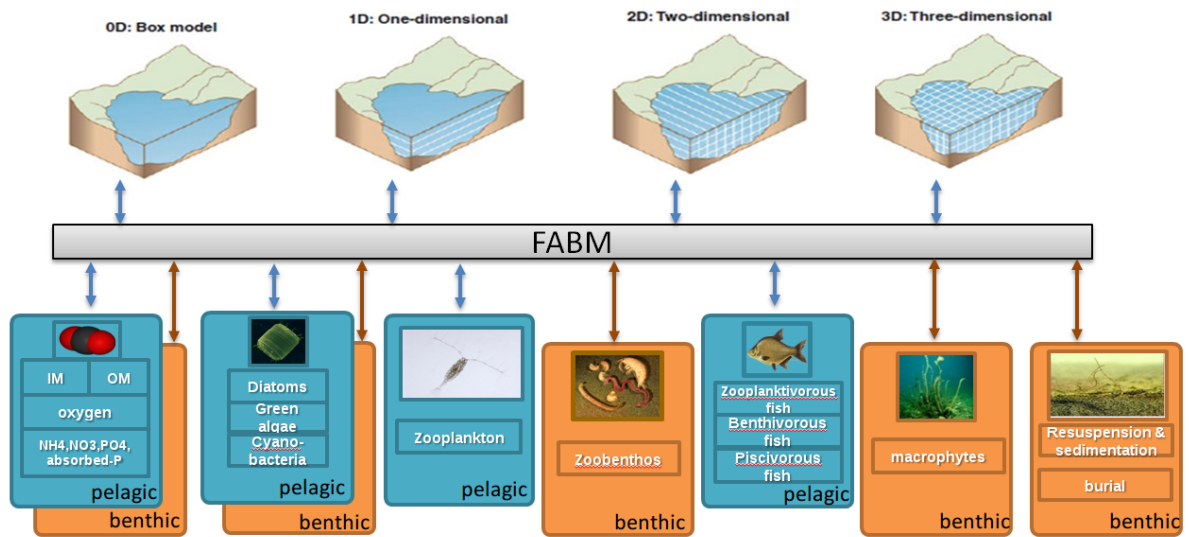 0D: Box model
1D: One-dimensional
2D: Two-dimensional
3D: Three-dimensional
FABM
IM
OM
oxygen
NH4,NO3,PO4,
absorbed-P
pelagic
benthic
Diatoms
Green
algae
Cyano-
bacteria
pelagic
benthic
Zooplankton
pelagic
Zoobenthos
benthic
Zooplanktivorous
fish
Benthivorous
fish
Piscivorous
fish
pelagic
macrophytes
benthic
Resuspension &
sedimentation
burial
benthic